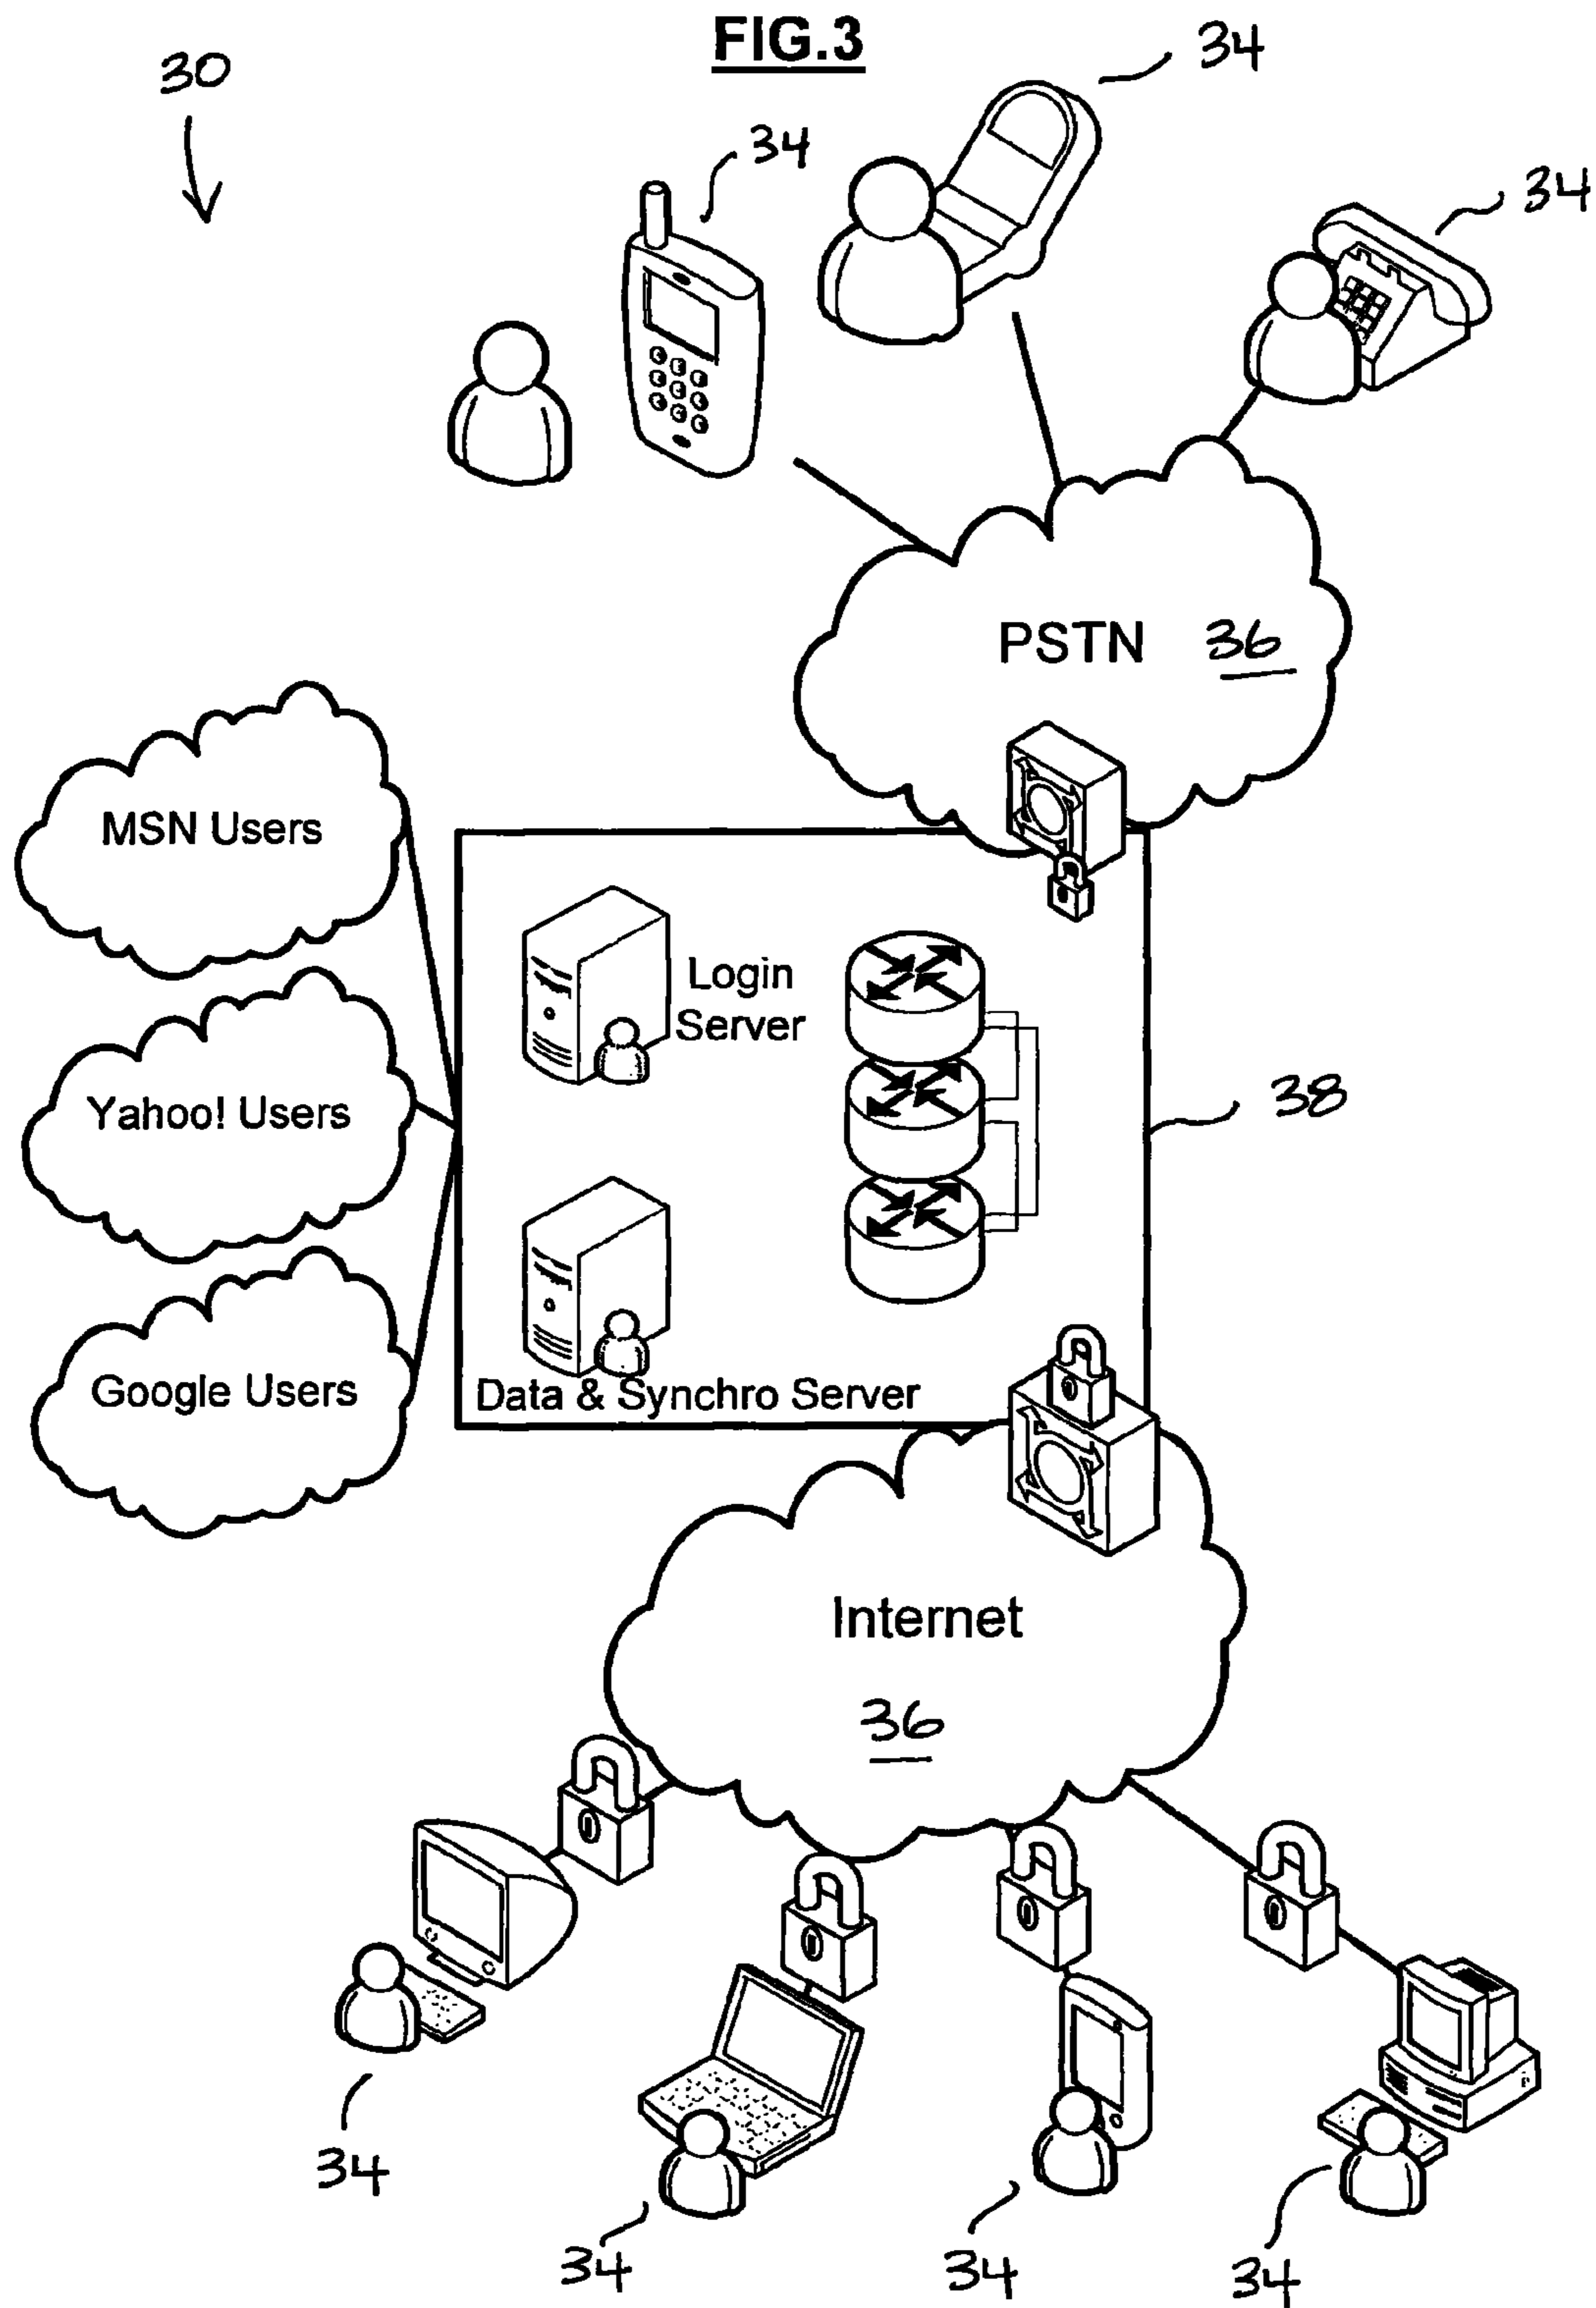 FIG.3
30
34
34
34
PSTN 36
MSN Users
Login
Server
38
Yahoo! Users
Google Users
Data & Synchro Server
Internet
36
34
34
34
34